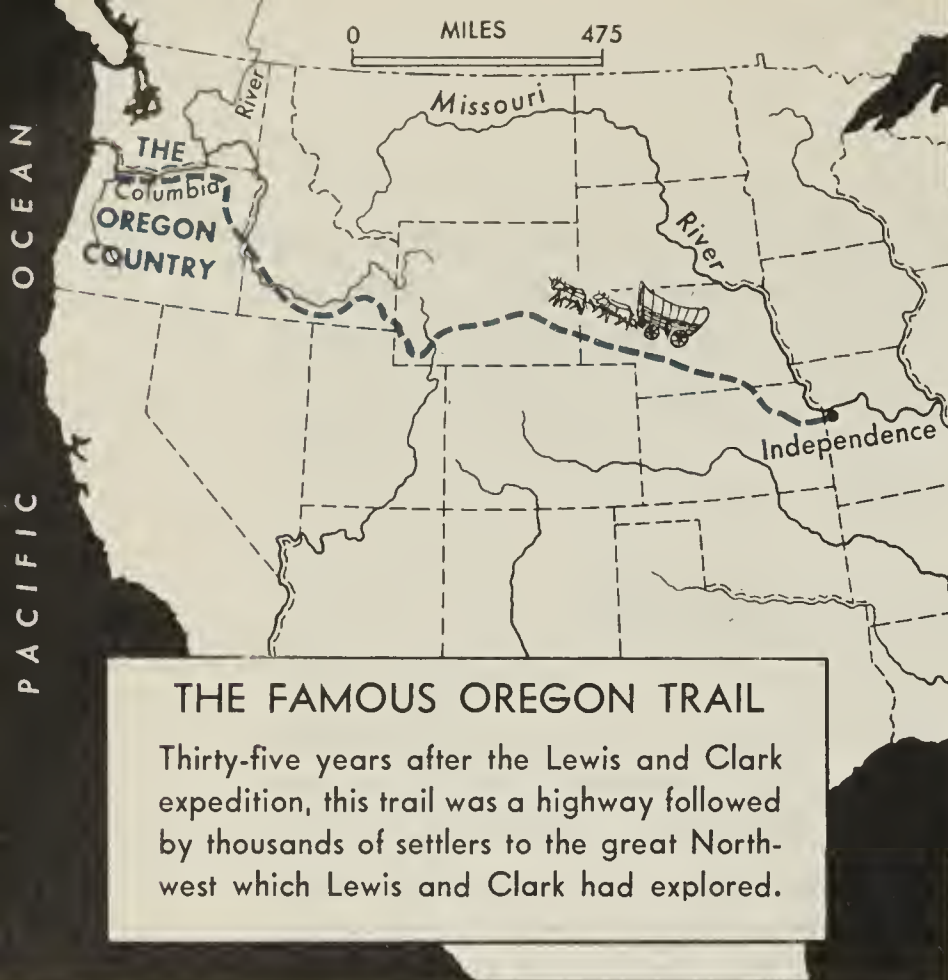 0 MILES 475
Missouri
River
THE
Columbia
OREGON
COUNTRY
River
Independence
PACIFIC OCEAN
THE FAMOUS OREGON TRAIL
Thirty-five years after the Lewis and Clark
expedition, this trail was a highway followed
by thousands of settlers to the great North-
west which Lewis and Clark had explored.